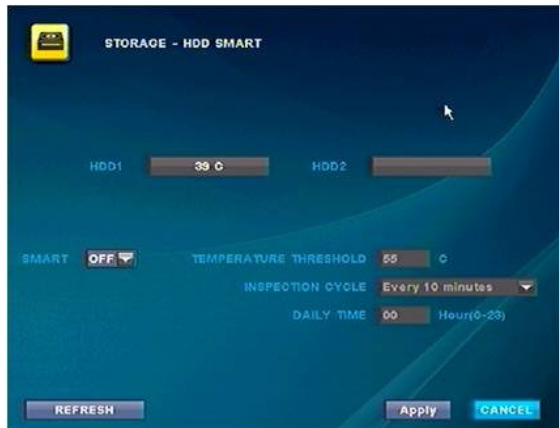 STORAGE - HDD SMART
HDD1 39 C HDD2
SMART OFF TEMPERATURE THRESHOLD 55 C
INSPECTION CYCLE Every 10 minutes
DAILY TIME 00 Hour(0-23)
REFRESH Apply CANCEL